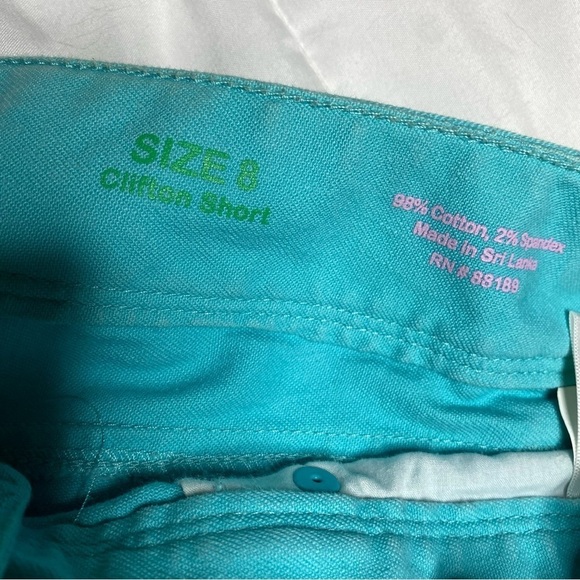 SIZE 8
Clifton Short
98% Cotton, 2% Spandex
Made in Sri Lanka
RN # 88189